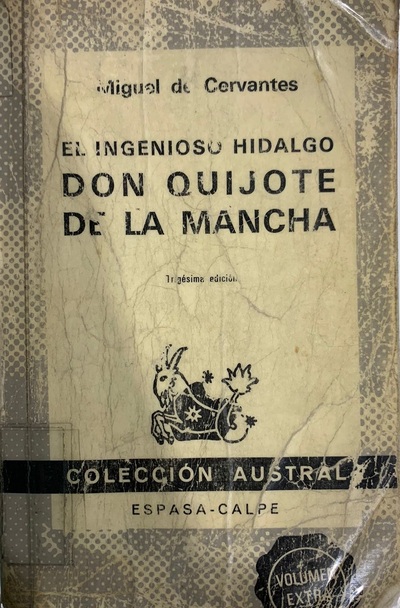 Miguel de Cervantes
EL INGENIOSO HIDALGO
DON QUIJOTE
DE LA MANCHA
Trigésima edición
COLECCIÓN AUSTRAL
ESPASA-CALPE
VOLUMEN
EXTRA